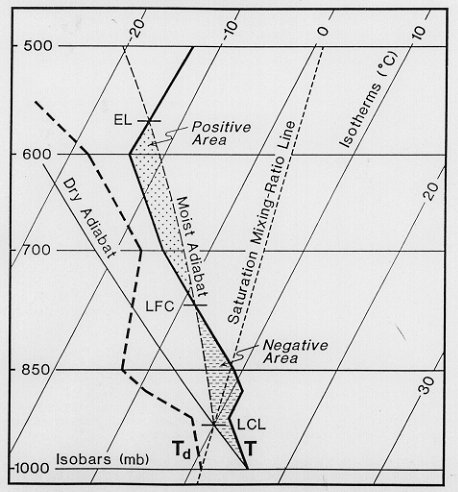 -20
-10
0
10
500
Isotherms (°C)
EL
Positive
Area
600
Dry Adiabat
Moist Adiabat
Saturation Mixing-Ratio Line
20
700
LFC
Negative
Area
850
30
LCL
Td
T
Isobars (mb)
1000